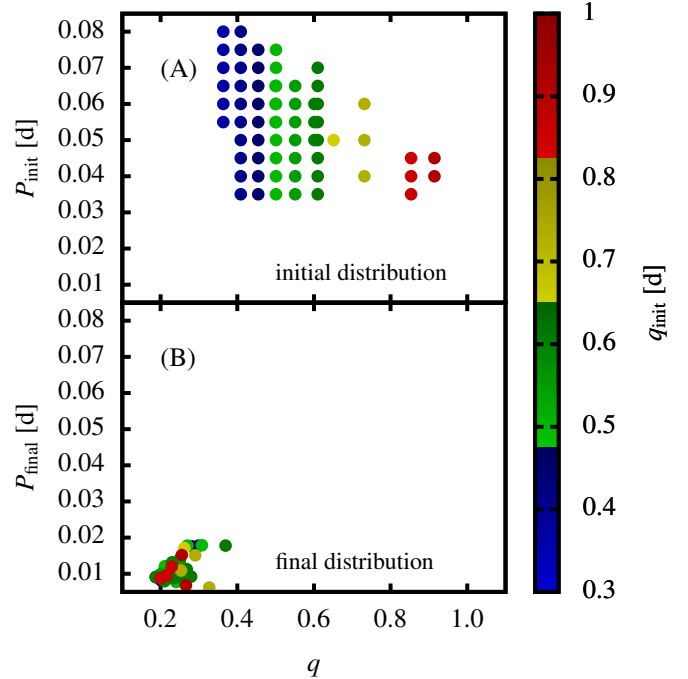 (A)
P_init [d]
0.08
0.07
0.06
0.05
0.04
0.03
0.02
0.01
initial distribution
(B)
P_final [d]
0.08
0.07
0.06
0.05
0.04
0.03
0.02
0.01
final distribution
0.2 0.4 0.6 0.8 1.0
q
1
0.9
0.8
0.7
0.6
0.5
0.4
0.3
q_init [d]